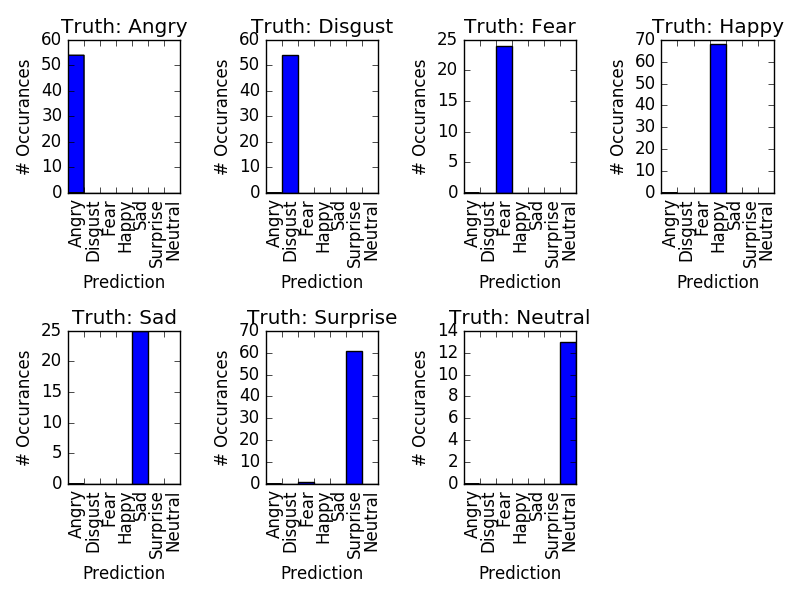 Truth: Angry
60
50
40
30
20
10
0
# Occurances
Angry
Disgust
Fear
Happy
Sad
Surprise
Neutral
Prediction
Truth: Disgust
60
50
40
30
20
10
0
# Occurances
Angry
Disgust
Fear
Happy
Sad
Surprise
Neutral
Prediction
Truth: Fear
25
20
15
10
5
0
# Occurances
Angry
Disgust
Fear
Happy
Sad
Surprise
Neutral
Prediction
Truth: Happy
70
60
50
40
30
20
10
0
# Occurances
Angry
Disgust
Fear
Happy
Sad
Surprise
Neutral
Prediction
Truth: Sad
25
20
15
10
5
0
# Occurances
Angry
Disgust
Fear
Happy
Sad
Surprise
Neutral
Prediction
Truth: Surprise
70
60
50
40
30
20
10
0
# Occurances
Angry
Disgust
Fear
Happy
Sad
Surprise
Neutral
Prediction
Truth: Neutral
14
12
10
8
6
4
2
0
# Occurances
Angry
Disgust
Fear
Happy
Sad
Surprise
Neutral
Prediction